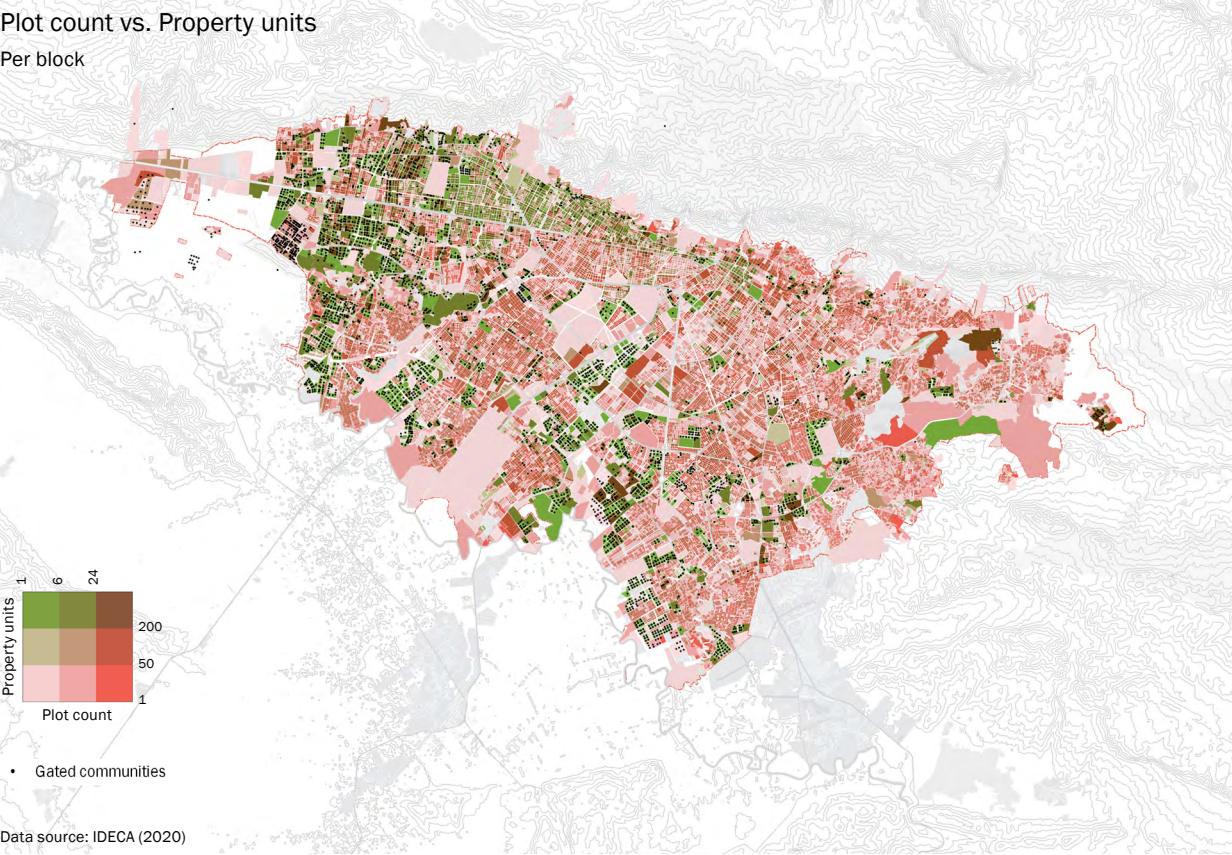 Plot count vs. Property units
Per block
1 6 24
Property units
200
50
1
Plot count
• Gated communities
Data source: IDECA (2020)